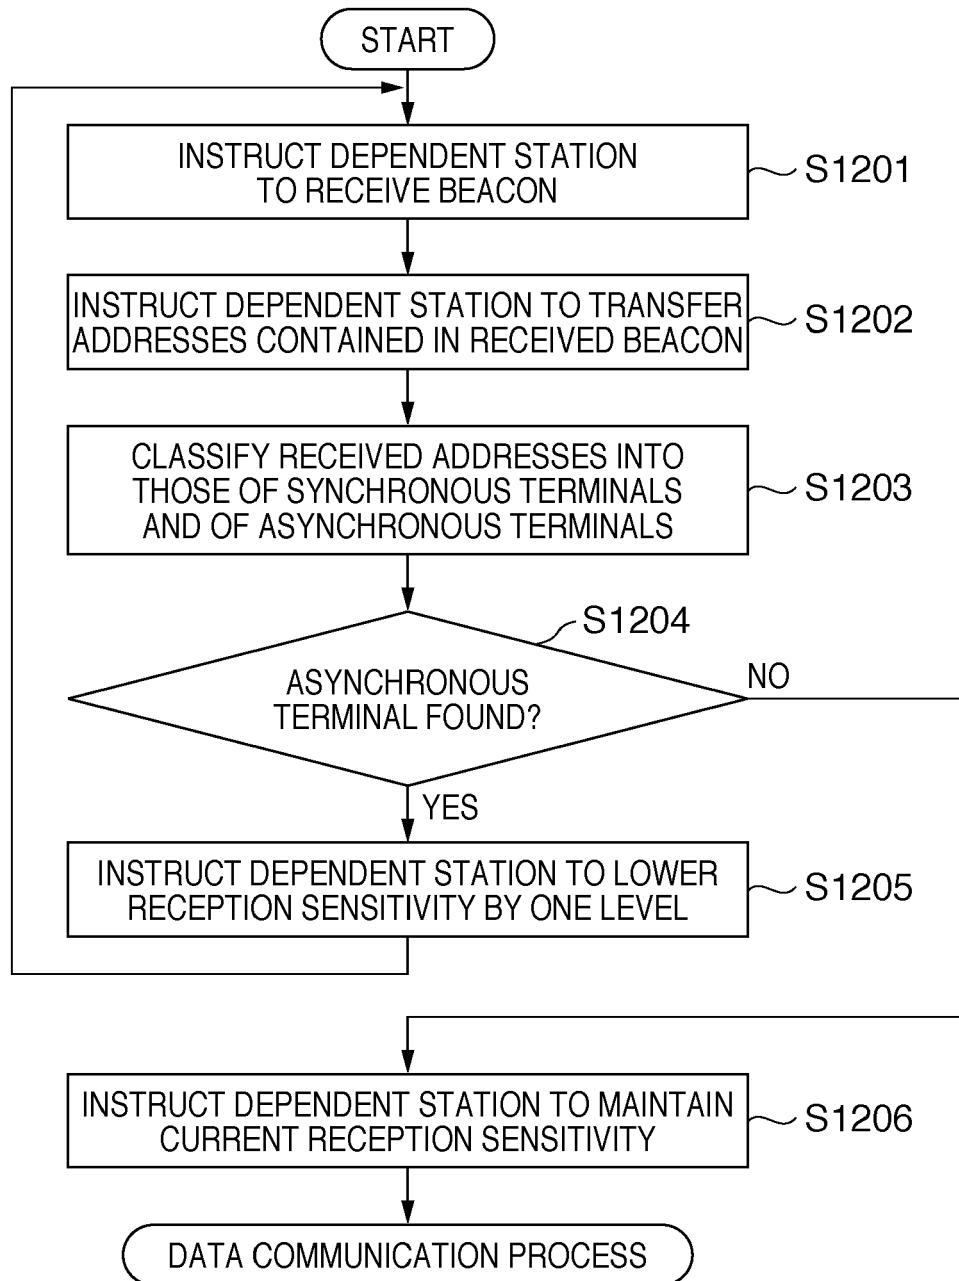 START
INSTRUCT DEPENDENT STATION
TO RECEIVE BEACON
S1201
INSTRUCT DEPENDENT STATION TO TRANSFER
ADDRESSES CONTAINED IN RECEIVED BEACON
S1202
CLASSIFY RECEIVED ADDRESSES INTO
THOSE OF SYNCHRONOUS TERMINALS
AND OF ASYNCHRONOUS TERMINALS
S1203
S1204
ASYNCHRONOUS
TERMINAL FOUND?
NO
YES
INSTRUCT DEPENDENT STATION TO LOWER
RECEPTION SENSITIVITY BY ONE LEVEL
S1205
INSTRUCT DEPENDENT STATION TO MAINTAIN
CURRENT RECEPTION SENSITIVITY
S1206
DATA COMMUNICATION PROCESS